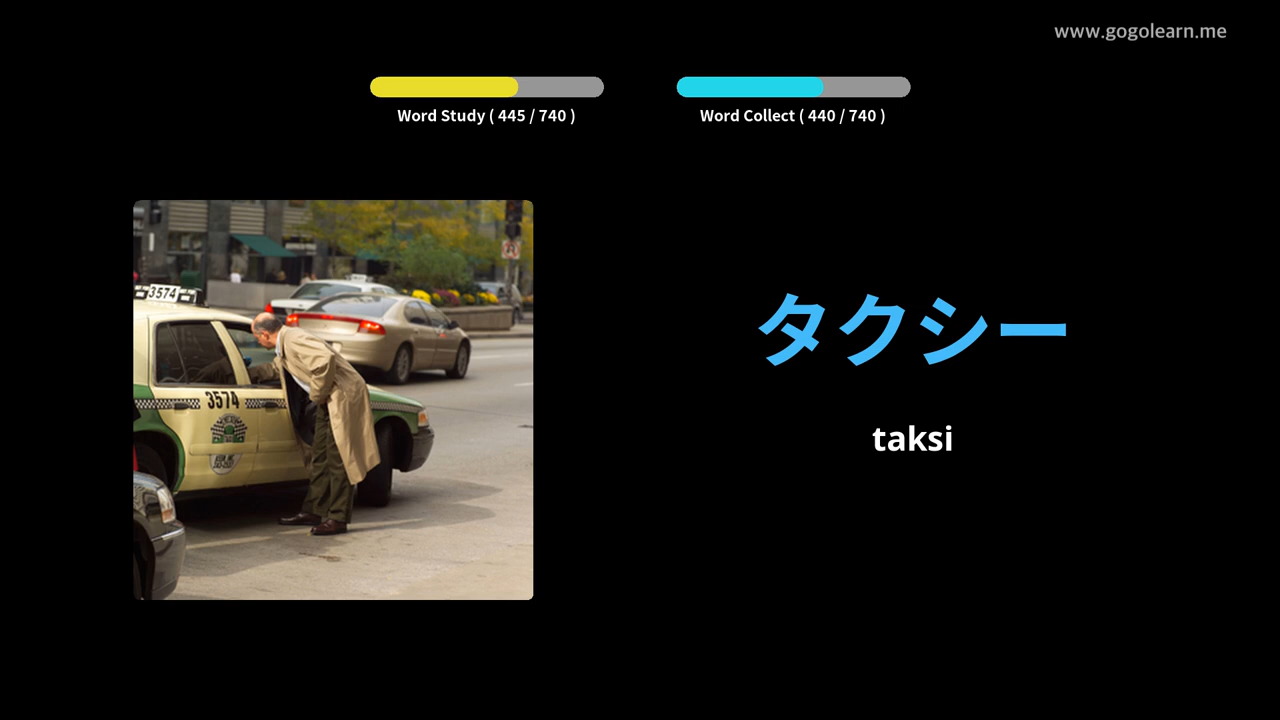 www.gogolearn.me
Word Study ( 445 / 740 )
Word Collect ( 440 / 740 )
3574
3574
タクシー
taksi